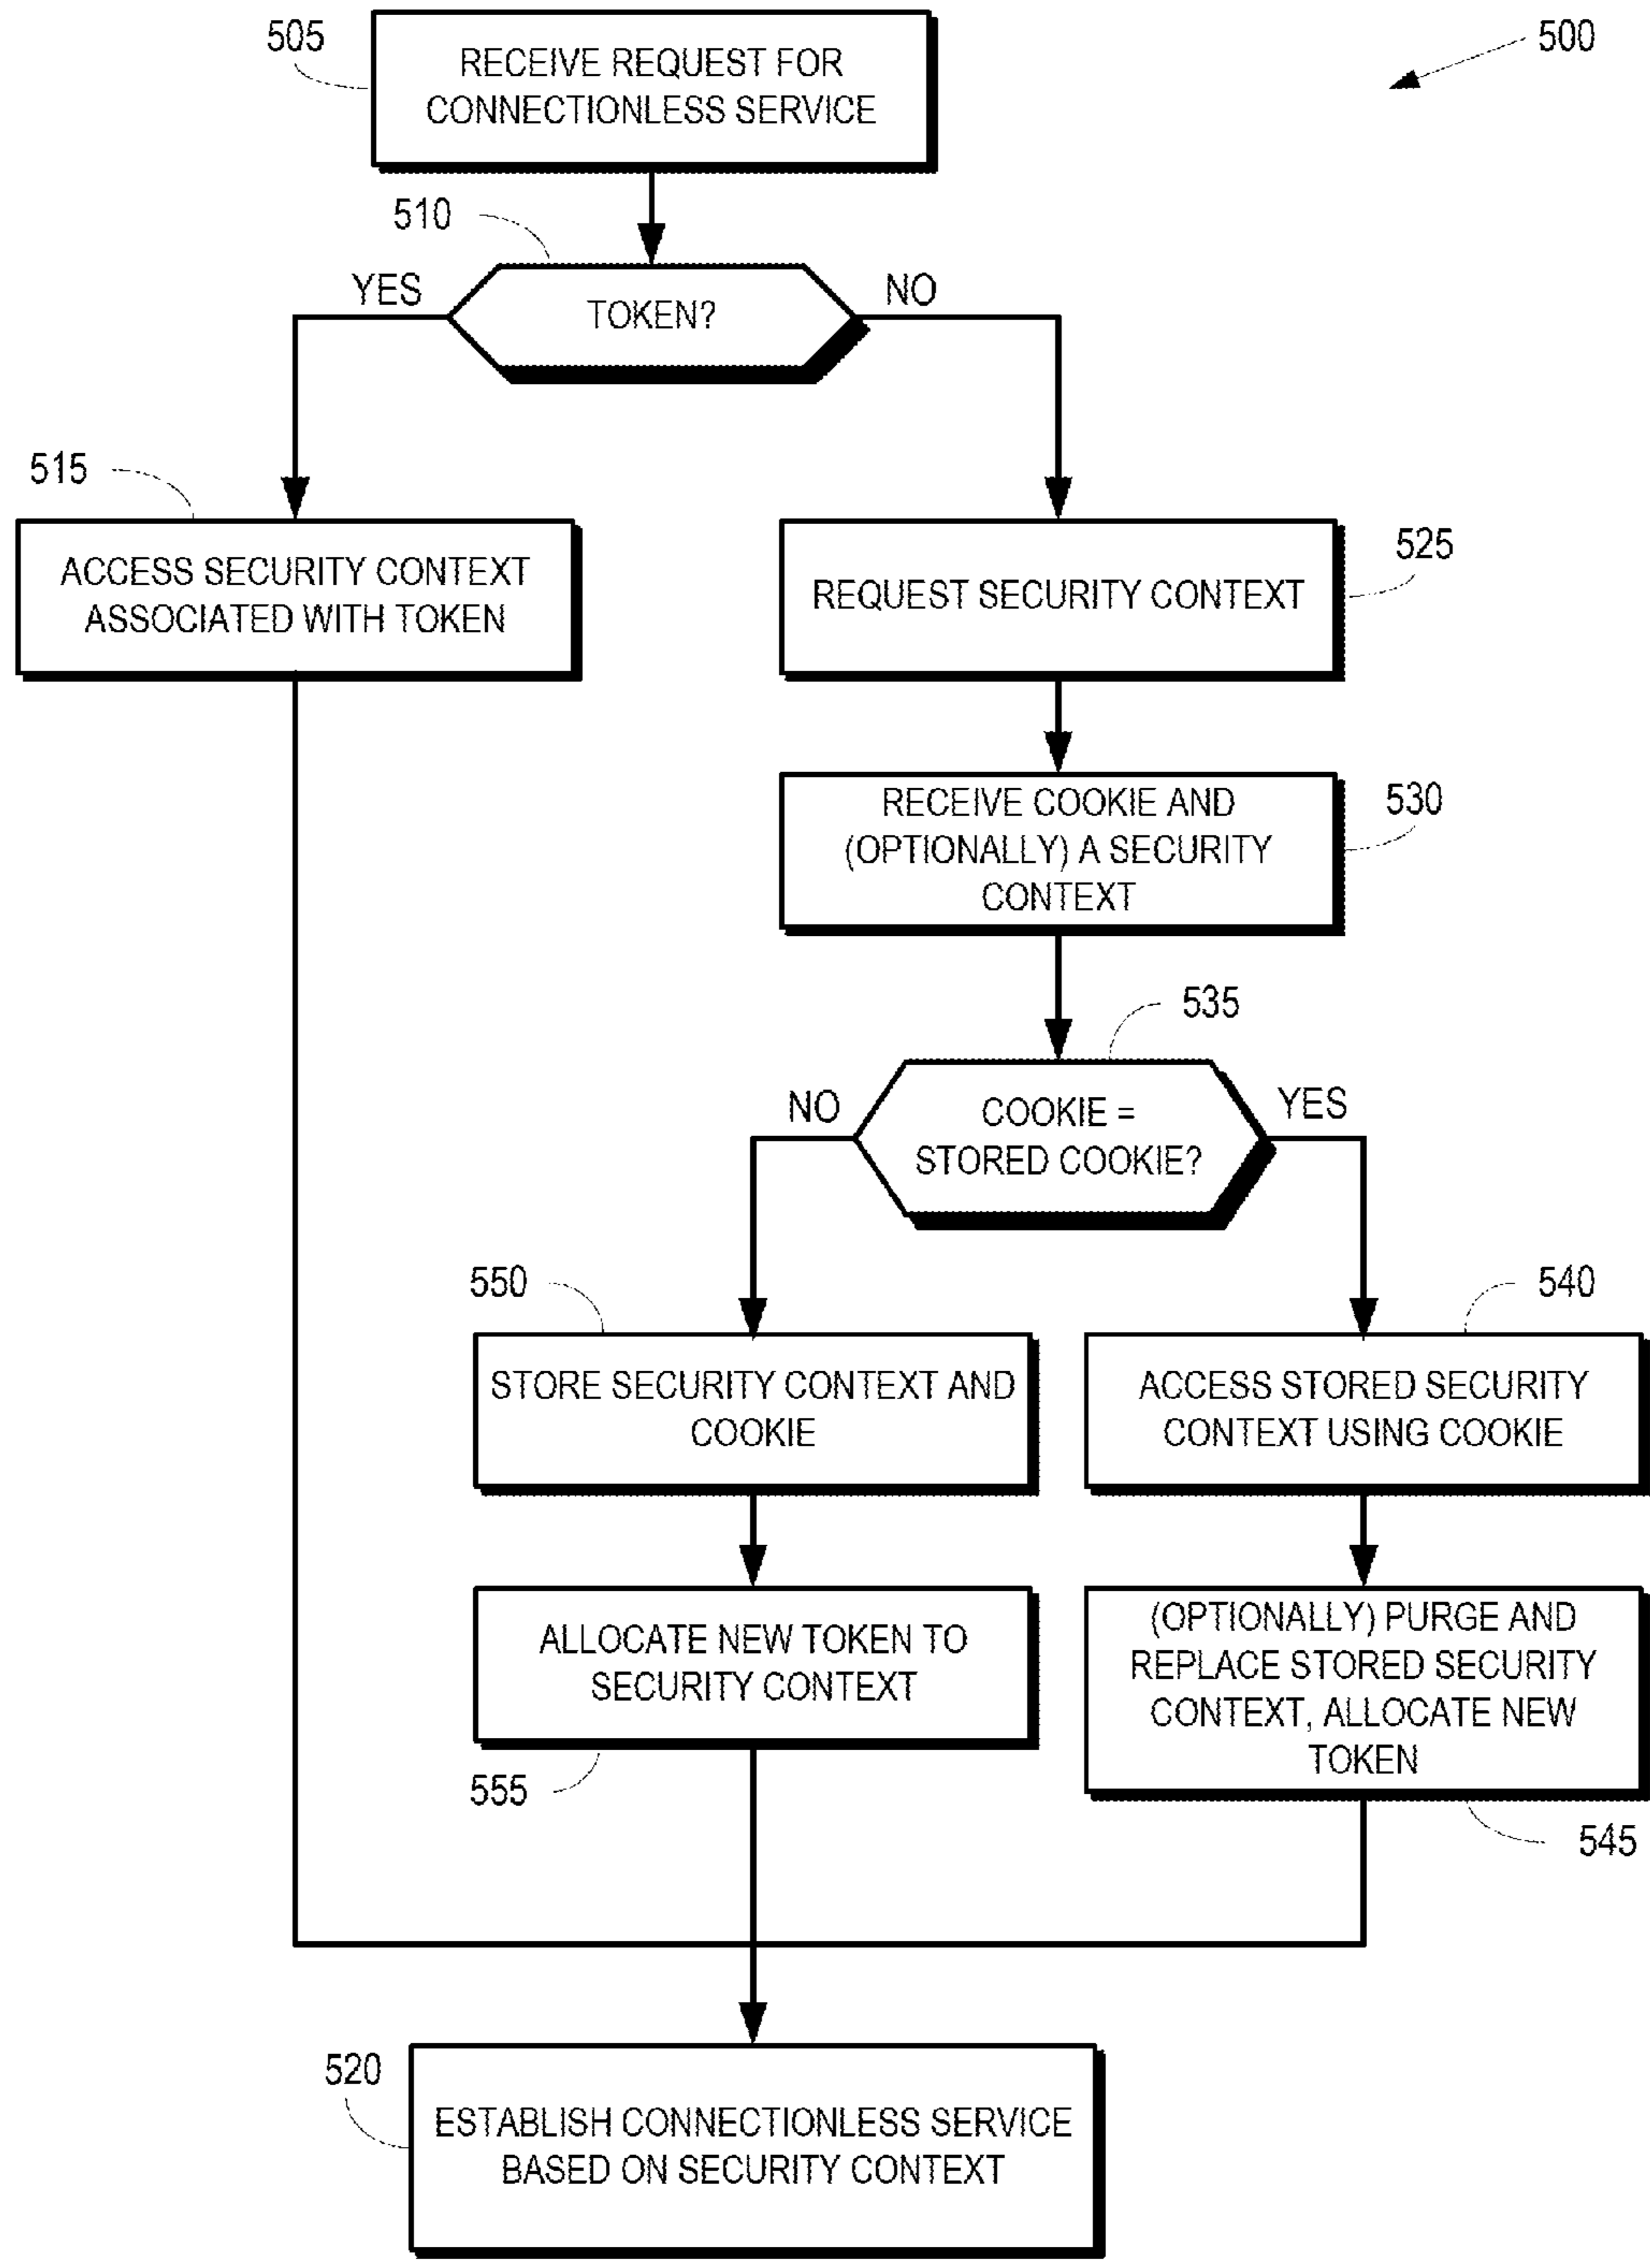 505
RECEIVE REQUEST FOR
CONNECTIONLESS SERVICE
500
510
YES
TOKEN?
NO
515
ACCESS SECURITY CONTEXT
ASSOCIATED WITH TOKEN
REQUEST SECURITY CONTEXT
525
RECEIVE COOKIE AND
(OPTIONALLY) A SECURITY
CONTEXT
530
535
NO
COOKIE =
STORED COOKIE?
YES
550
STORE SECURITY CONTEXT AND
COOKIE
540
ACCESS STORED SECURITY
CONTEXT USING COOKIE
ALLOCATE NEW TOKEN TO
SECURITY CONTEXT
555
(OPTIONALLY) PURGE AND
REPLACE STORED SECURITY
CONTEXT, ALLOCATE NEW
TOKEN
545
520
ESTABLISH CONNECTIONLESS SERVICE
BASED ON SECURITY CONTEXT